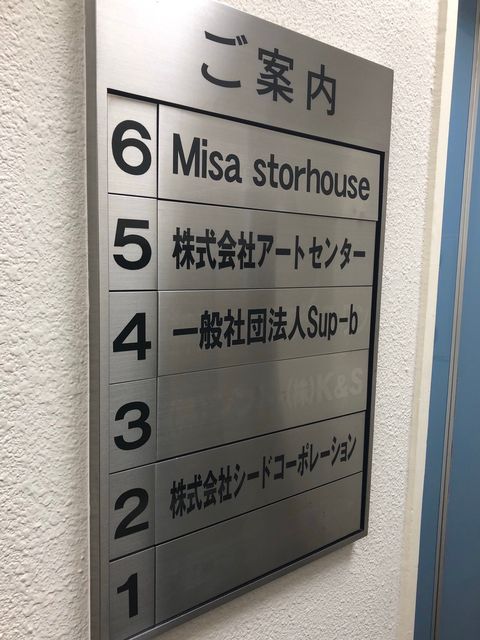 ご案内
6 Misa storhouse
5 株式会社アートセンター
4 一般社団法人Sup-b
3 (株)K&S
2 株式会社シードコーポレーション
1